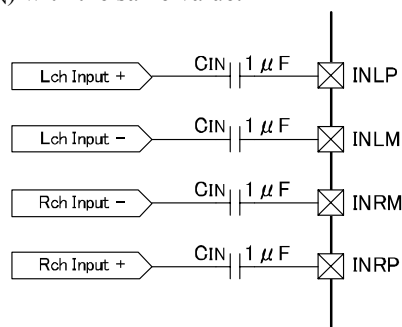 with the same value.
Lch Input + CIN 1 μF INLP
Lch Input − CIN 1 μF INLM
Rch Input − CIN 1 μF INRM
Rch Input + CIN 1 μF INRP